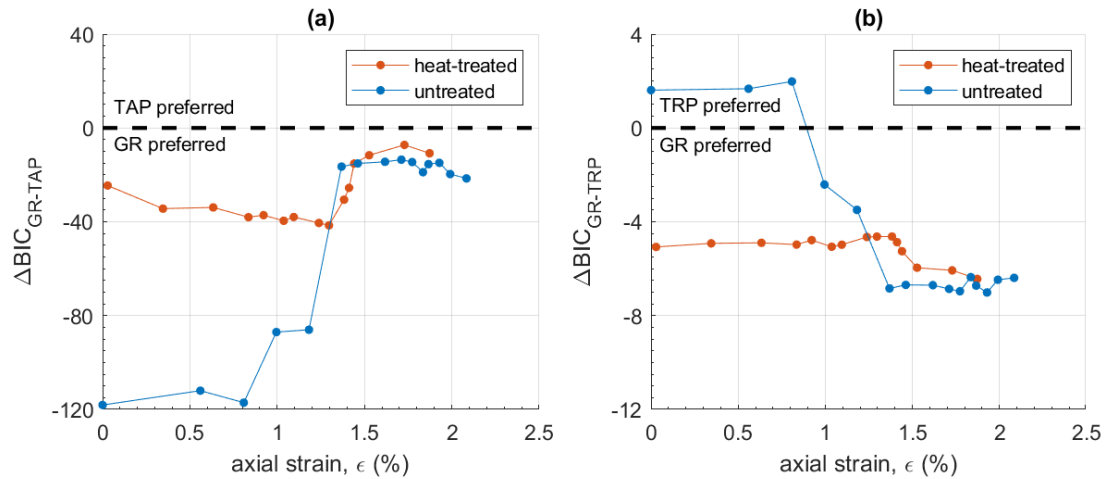 (a)
40
0
-40
-80
-120
ΔBIC_GR-TAP
TAP preferred
GR preferred
heat-treated
untreated
0
0.5
1
1.5
2
2.5
axial strain, ϵ (%)
(b)
4
0
-4
-8
-12
ΔBIC_GR-TRP
TRP preferred
GR preferred
heat-treated
untreated
0
0.5
1
1.5
2
2.5
axial strain, ϵ (%)